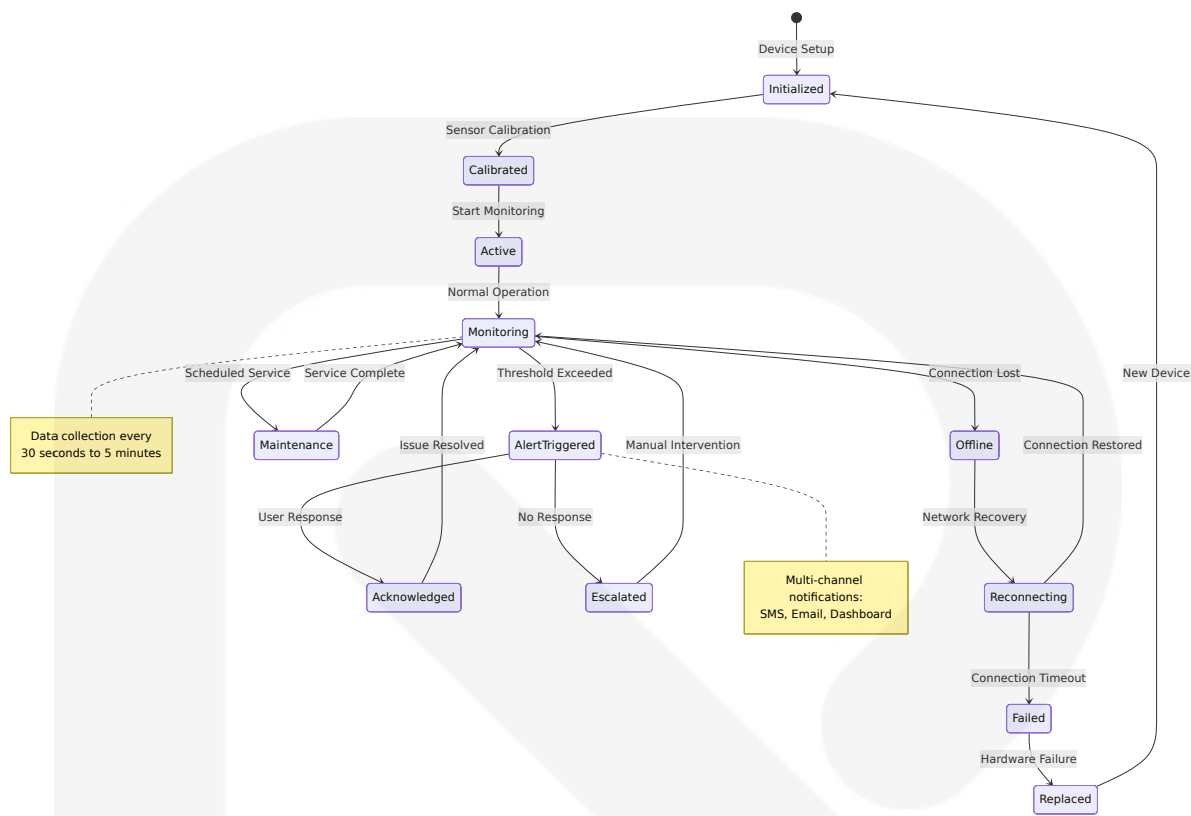 Device Setup
Initialized
Sensor Calibration
Calibrated
Start Monitoring
Active
Normal Operation
Monitoring
Scheduled Service
Service Complete
Threshold Exceeded
Connection Lost
New Device
Data collection every
30 seconds to 5 minutes
Maintenance
Issue Resolved
AlertTriggered
Manual Intervention
Offline
Connection Restored
User Response
No Response
Network Recovery
Acknowledged
Escalated
Multi-channel
notifications:
SMS, Email, Dashboard
Reconnecting
Connection Timeout
Failed
Hardware Failure
Replaced